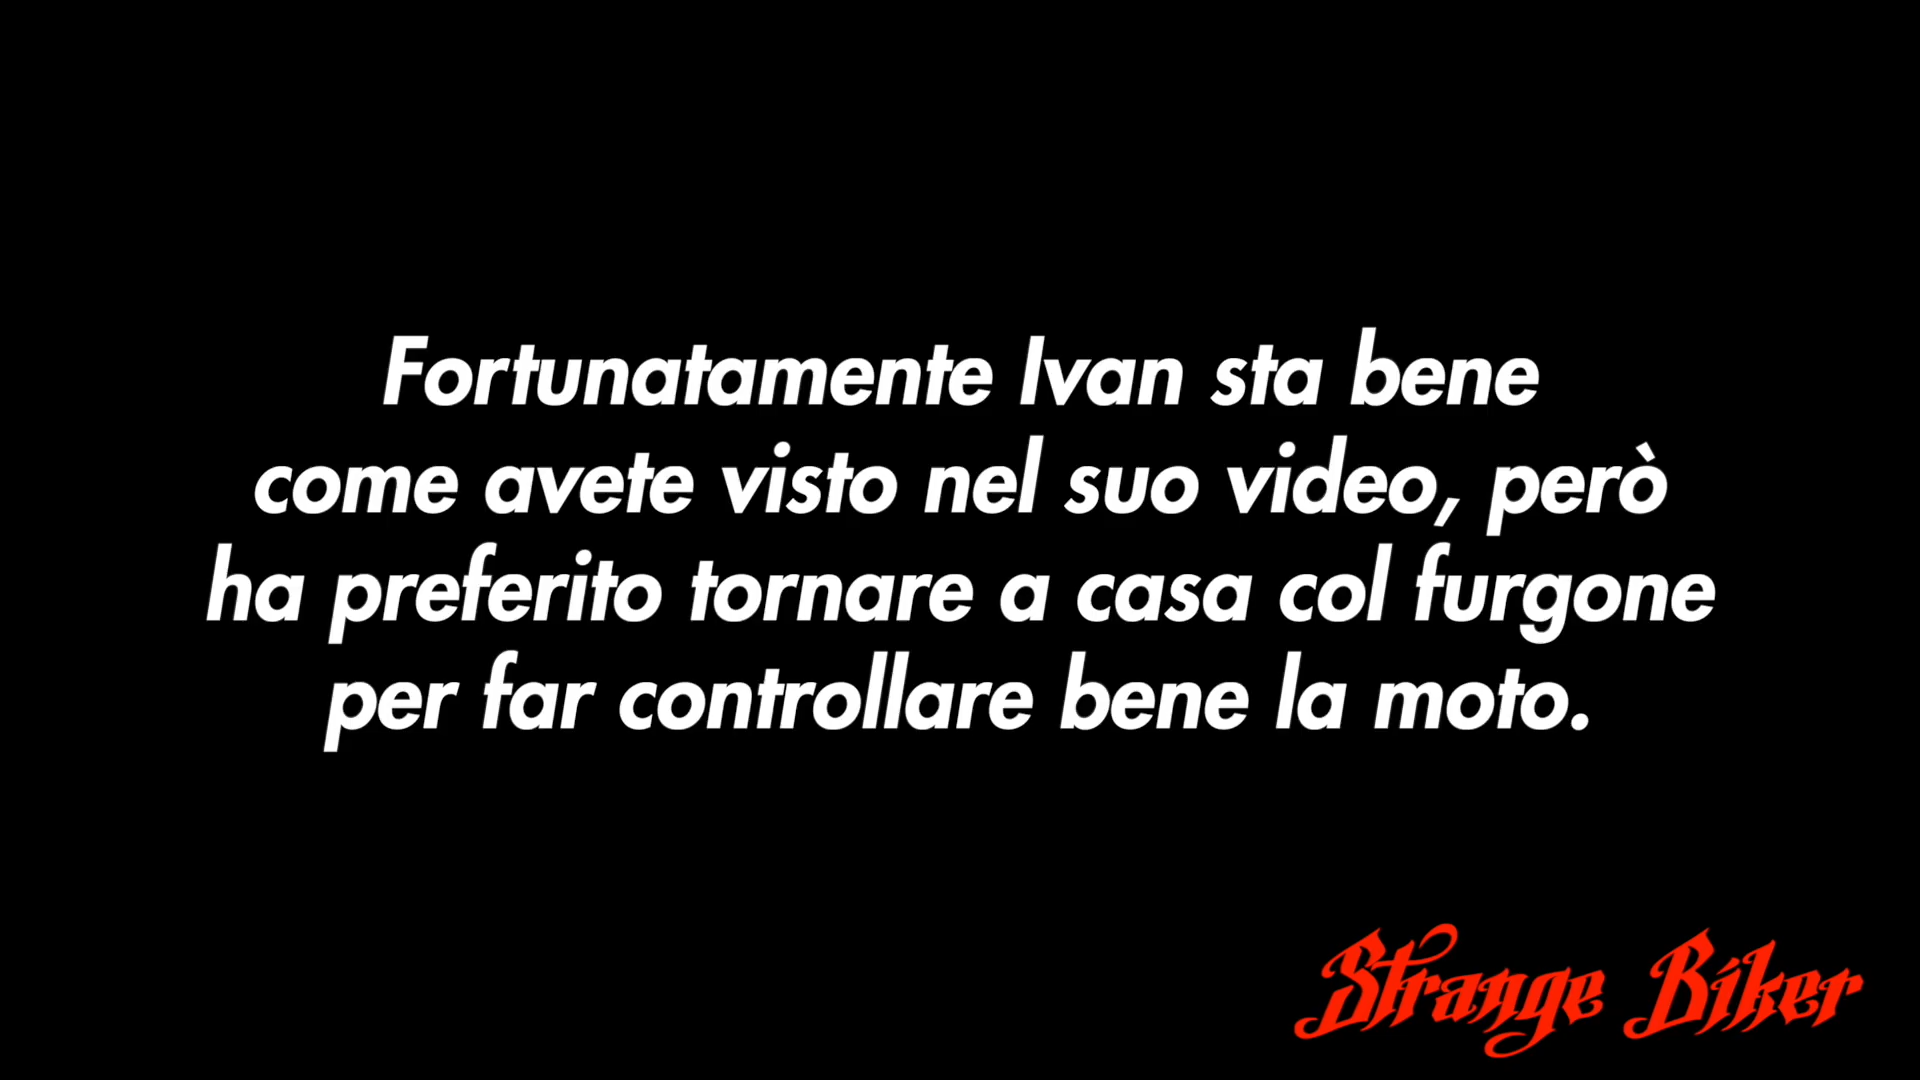 Fortunatamente Ivan sta bene
come avete visto nel suo video, però
ha preferito tornare a casa col furgone
per far controllare bene la moto.
Strange Biker